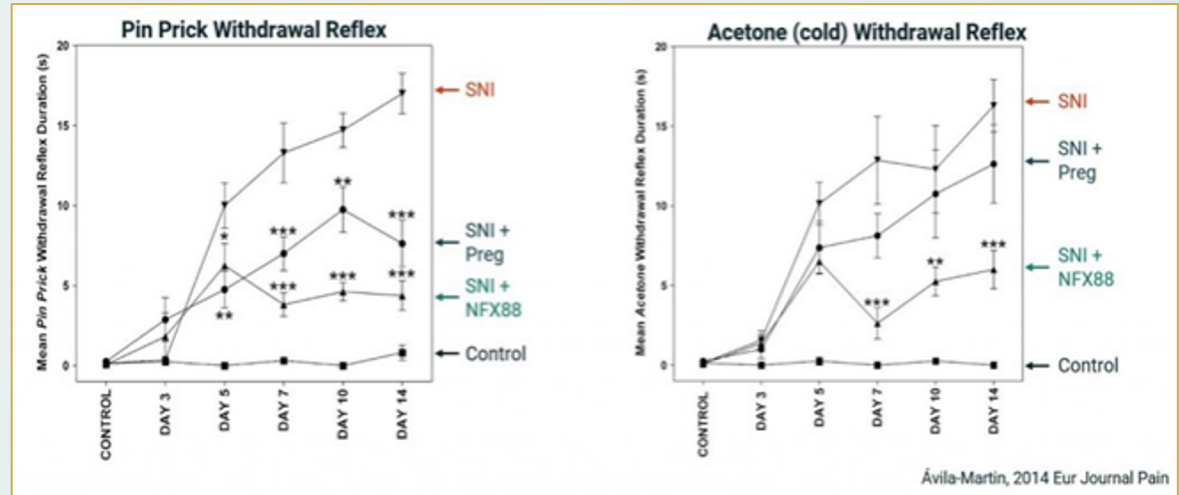 Pin Prick Withdrawal Reflex
Mean Pin Prick Withdrawal Reflex Duration (s)
20
15
10
5
0
*
**
***
***
**
***
***
***
CONTROL
DAY 3
DAY 5
DAY 7
DAY 10
DAY 14
SNI
SNI +
Preg
SNI +
NFX88
Control
Acetone (cold) Withdrawal Reflex
Mean Acetone Withdrawal Reflex Duration (s)
20
15
10
5
0
***
**
***
CONTROL
DAY 3
DAY 5
DAY 7
DAY 10
DAY 14
SNI
SNI +
Preg
SNI +
NFX88
Control
Ávila-Martin, 2014 Eur Journal Pain